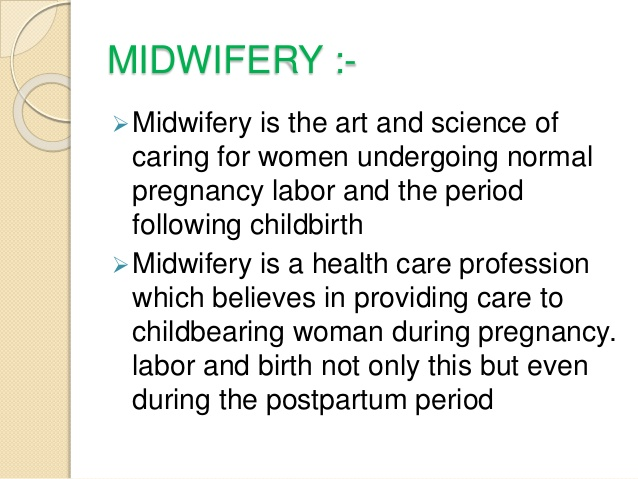 MIDWIFERY :-
Midwifery is the art and science of
caring for women undergoing normal
pregnancy labor and the period
following childbirth
Midwifery is a health care profession
which believes in providing care to
childbearing woman during pregnancy.
labor and birth not only this but even
during the postpartum period